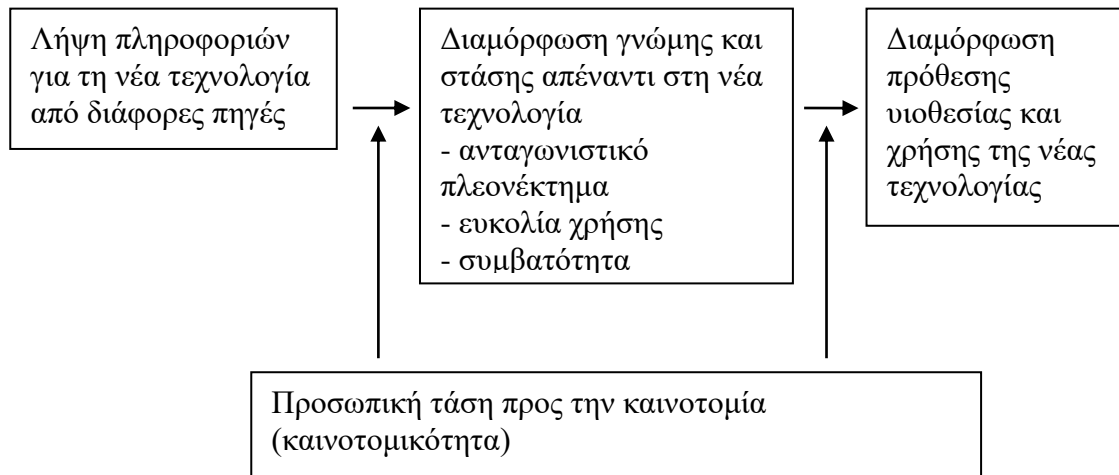 Λήψη πληροφοριών
για τη νέα τεχνολογία
από διάφορες πηγές
Διαμόρφωση γνώμης και
στάσης απέναντι στη νέα
τεχνολογία
- ανταγωνιστικό
πλεονέκτημα
- ευκολία χρήσης
- συμβατότητα
Διαμόρφωση
πρόθεσης
υιοθεσίας και
χρήσης της νέας
τεχνολογίας
Προσωπική τάση προς την καινοτομία
(καινοτομικότητα)